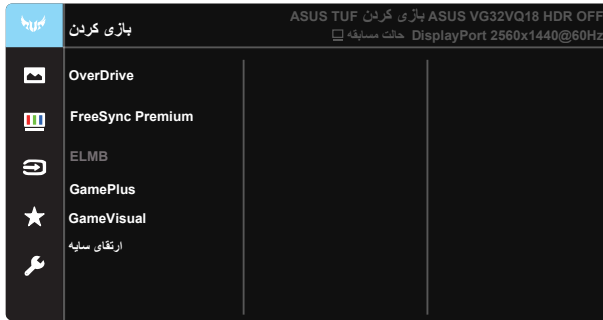 بازی کردن
ASUS TUF بازی کردن ASUS VG32VQ18 HDR OFF
DisplayPort 2560x1440@60Hz حالت مسابقه
OverDrive
FreeSync Premium
ELMB
GamePlus
GameVisual
ارتقای سایه